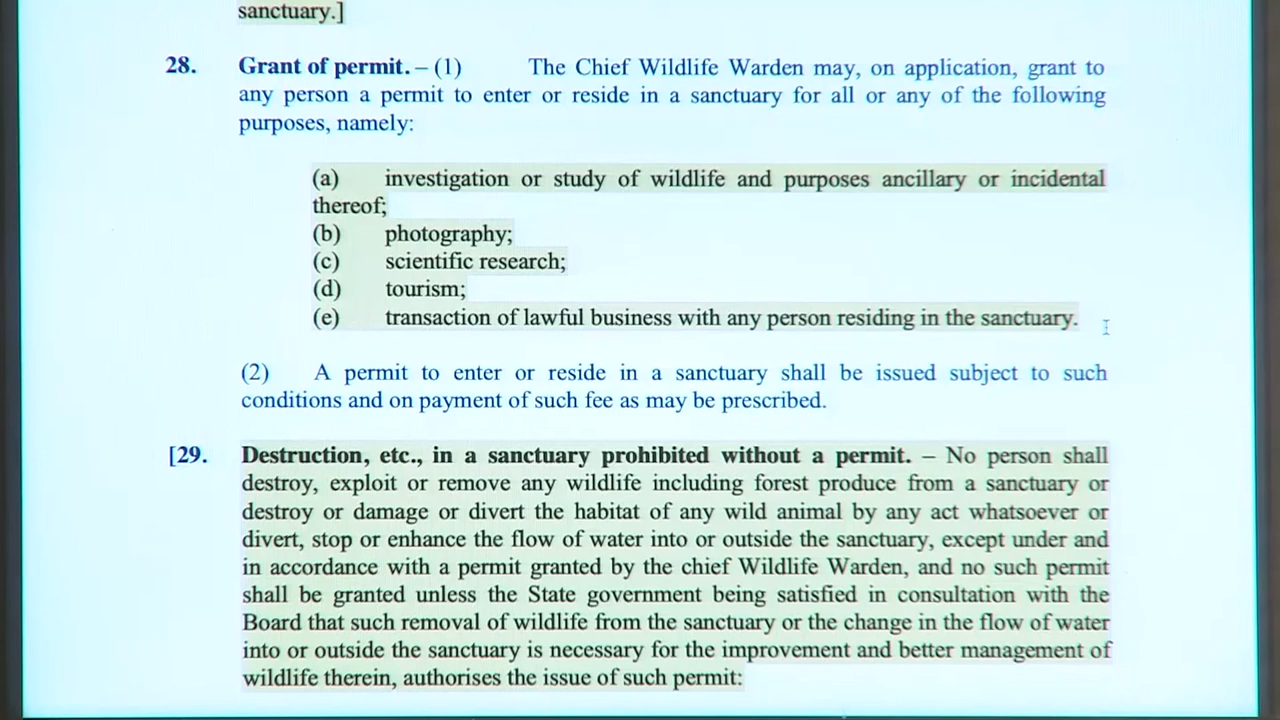 sanctuary.]
28. Grant of permit. – (1) The Chief Wildlife Warden may, on application, grant to
any person a permit to enter or reside in a sanctuary for all or any of the following
purposes, namely:
(a) investigation or study of wildlife and purposes ancillary or incidental
thereof;
(b) photography;
(c) scientific research;
(d) tourism;
(e) transaction of lawful business with any person residing in the sanctuary.
(2) A permit to enter or reside in a sanctuary shall be issued subject to such
conditions and on payment of such fee as may be prescribed.
[29. Destruction, etc., in a sanctuary prohibited without a permit. – No person shall
destroy, exploit or remove any wildlife including forest produce from a sanctuary or
destroy or damage or divert the habitat of any wild animal by any act whatsoever or
divert, stop or enhance the flow of water into or outside the sanctuary, except under and
in accordance with a permit granted by the chief Wildlife Warden, and no such permit
shall be granted unless the State government being satisfied in consultation with the
Board that such removal of wildlife from the sanctuary or the change in the flow of water
into or outside the sanctuary is necessary for the improvement and better management of
wildlife therein, authorises the issue of such permit: